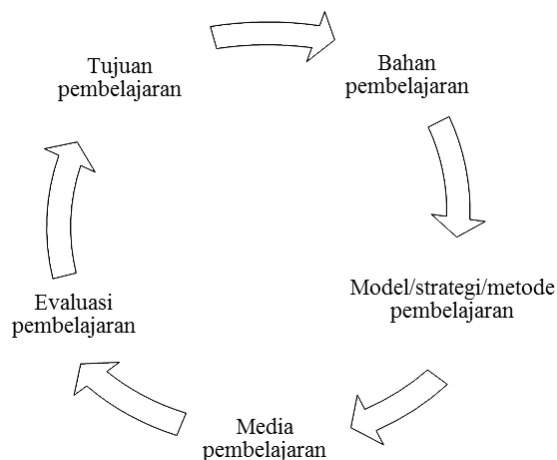 Tujuan
pembelajaran
Bahan
pembelajaran
Model/strategi/metode
pembelajaran
Media
pembelajaran
Evaluasi
pembelajaran